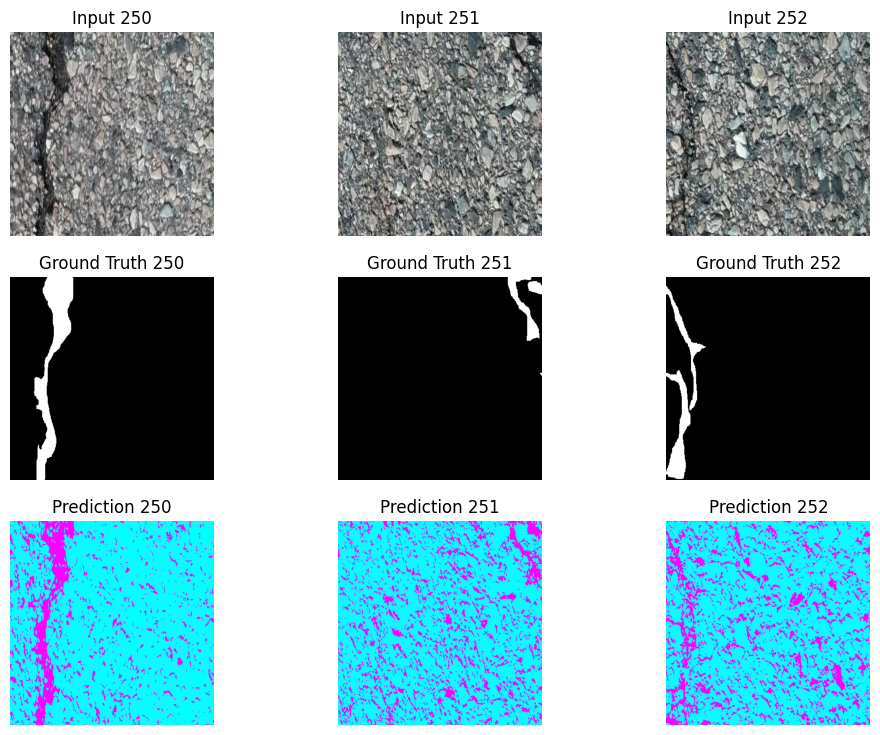 Input 250
Input 251
Input 252
Ground Truth 250
Ground Truth 251
Ground Truth 252
Prediction 250
Prediction 251
Prediction 252